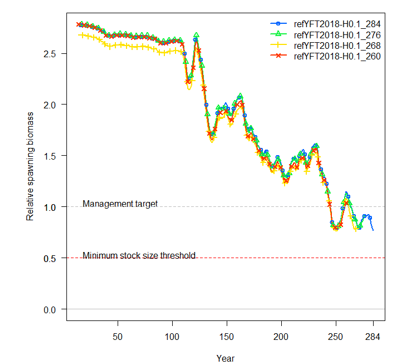 refYFT2018-H0.1_284
refYFT2018-H0.1_276
refYFT2018-H0.1_268
refYFT2018-H0.1_260
Relative spawning biomass
2.5
2.0
1.5
1.0
0.5
0.0
Management target
Minimum stock size threshold
50 100 150 200 250 284
Year